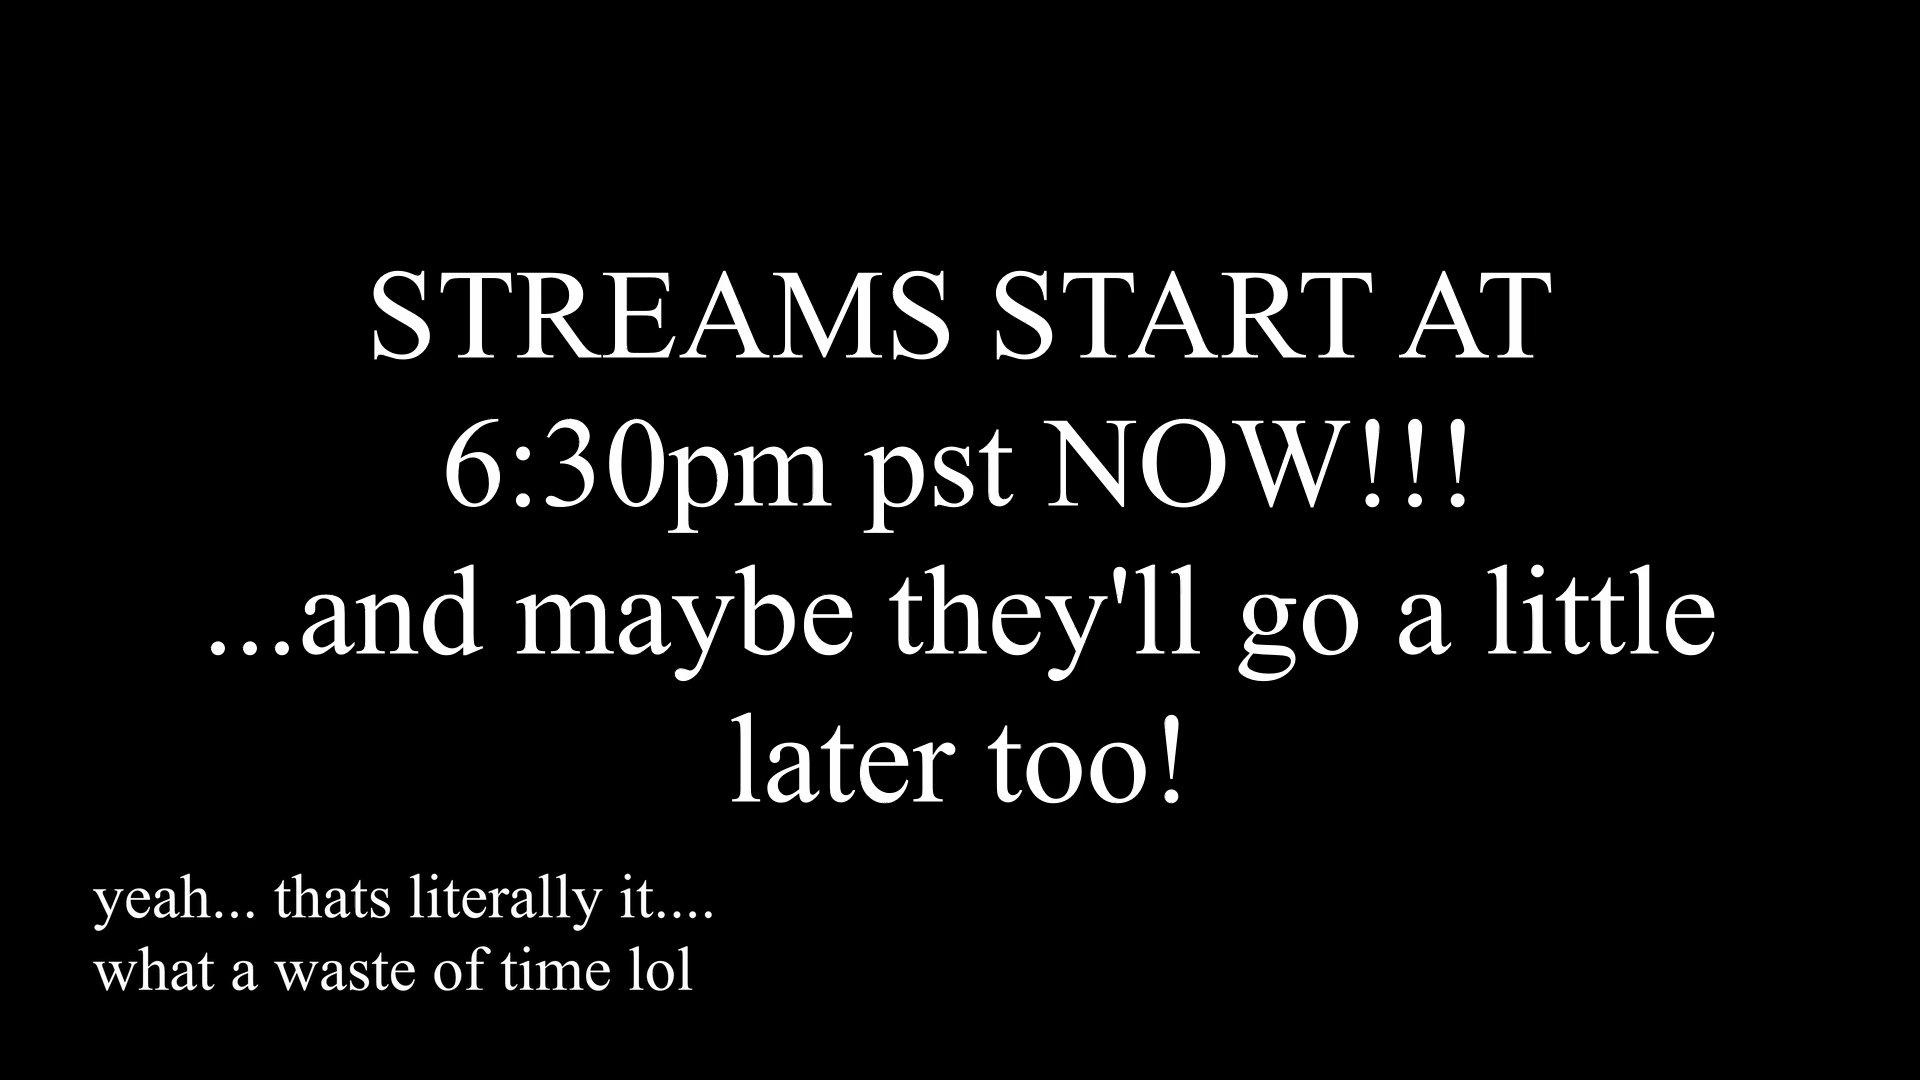 STREAMS START AT
6:30pm pst NOW!!!
...and maybe they'll go a little
later too!
yeah... thats literally it....
what a waste of time lol